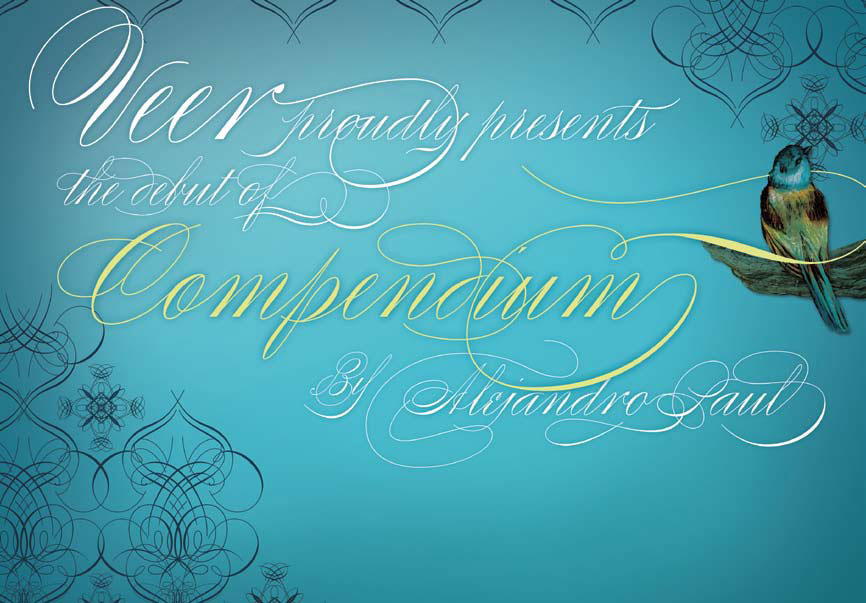 Veer proudly presents
the debut of
Compendium
By Alejandro Paul